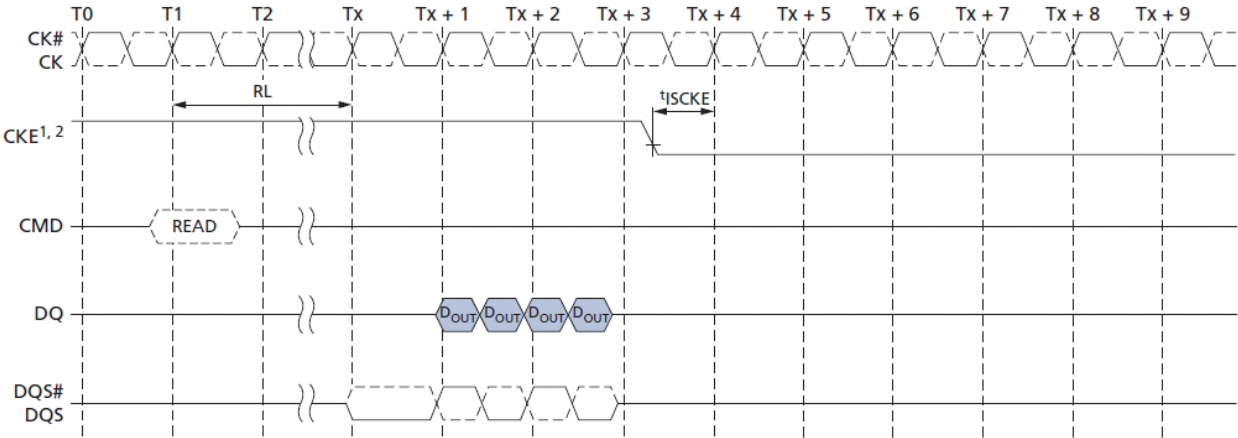 T0 T1 T2 Tx Tx + 1 Tx + 2 Tx + 3 Tx + 4 Tx + 5 Tx + 6 Tx + 7 Tx + 8 Tx + 9
CK#
CK
RL
tISCKE
CKE1, 2
CMD READ
DQ DOUT DOUT DOUT DOUT
DQS#
DQS